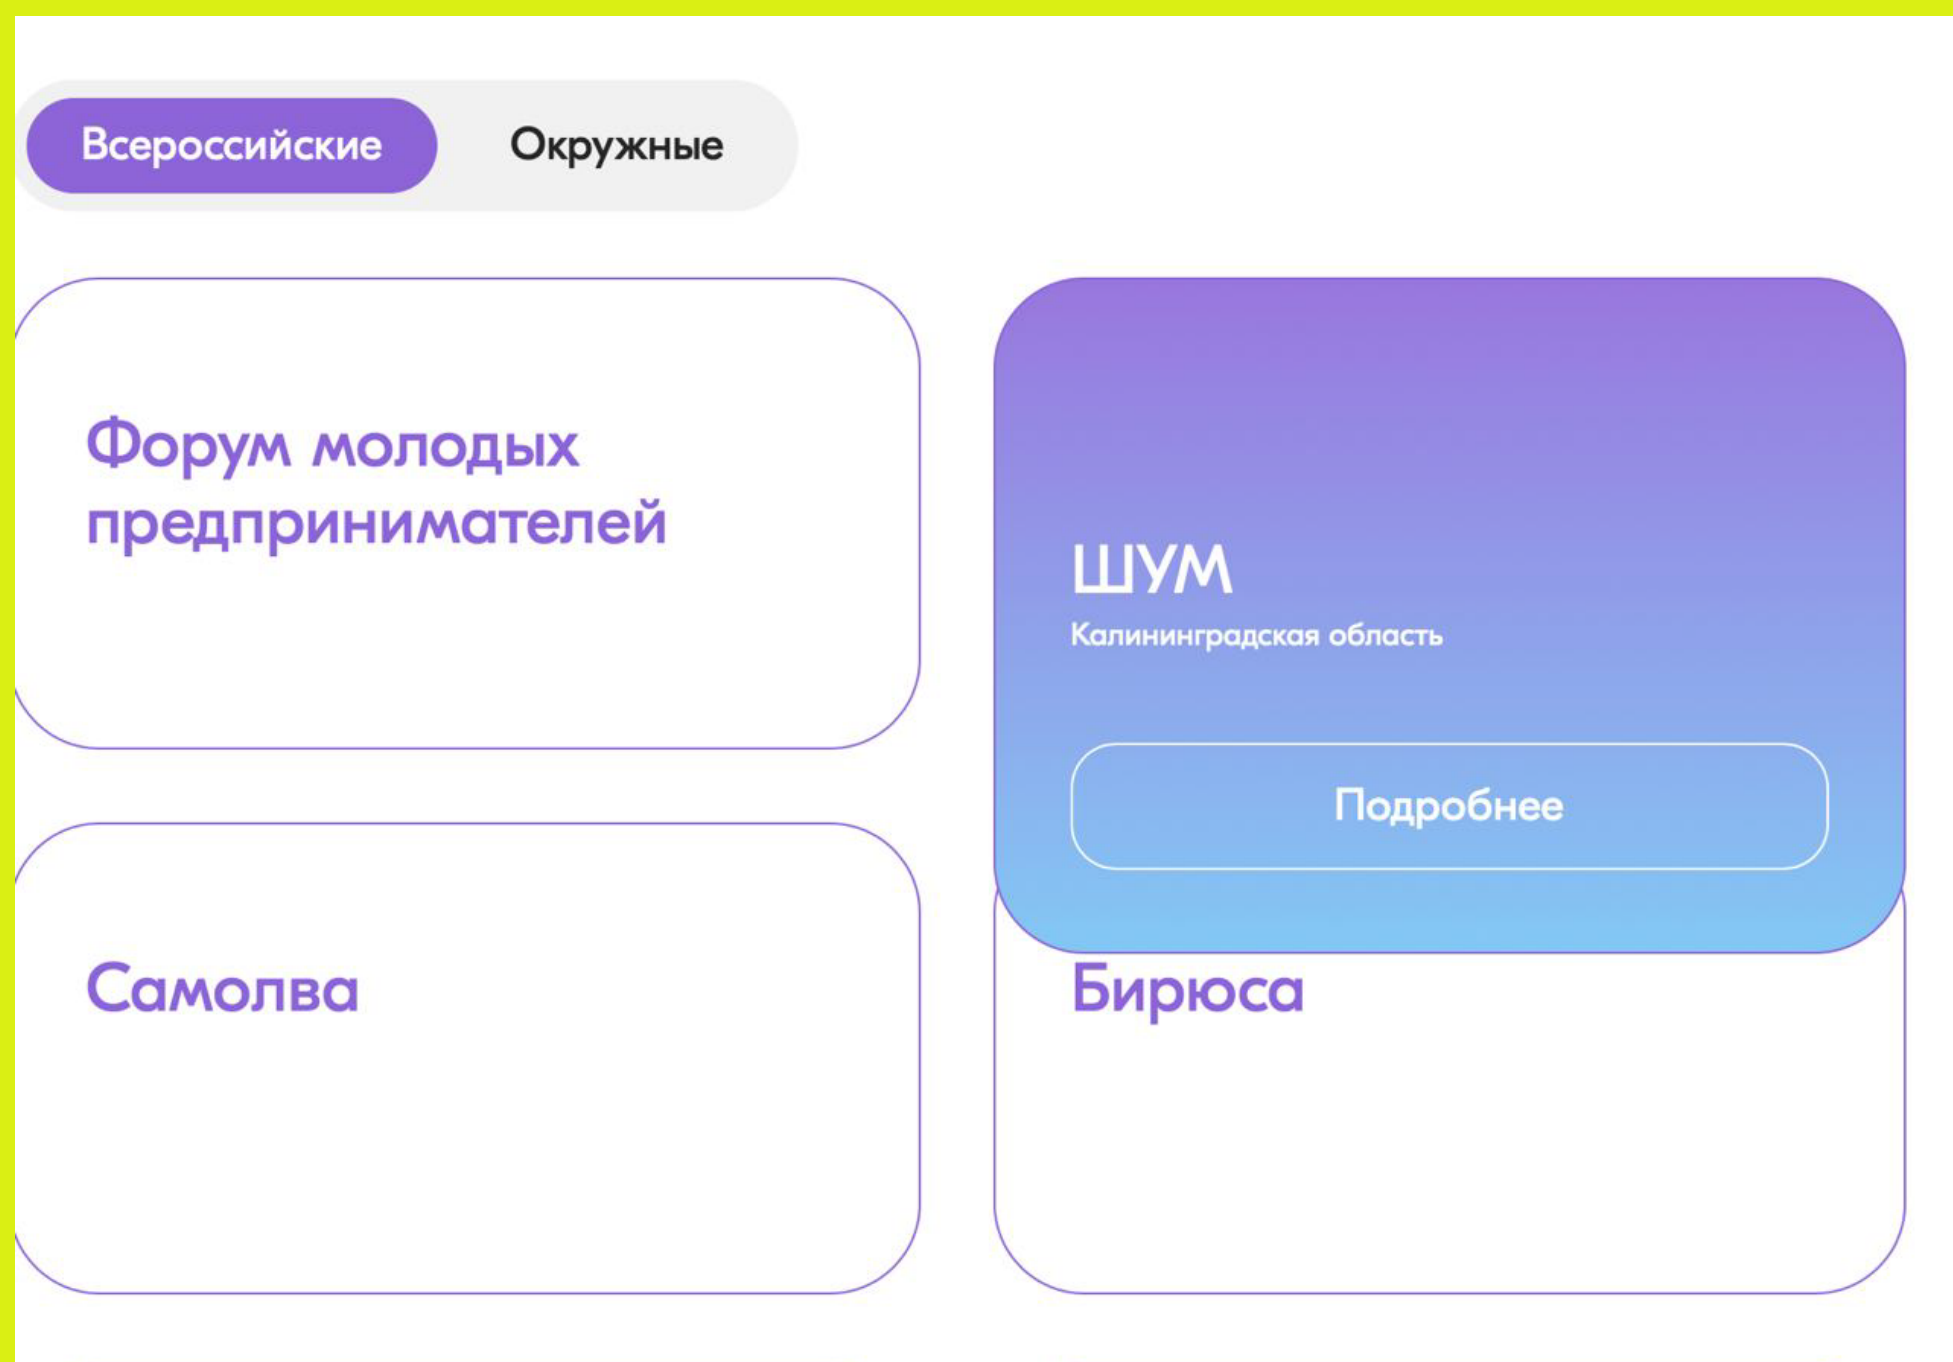 Всероссийские
Окружные
Форум молодых
предпринимателей
ШУМ
Калининградская область
Подробнее
Самолва
Бирюса